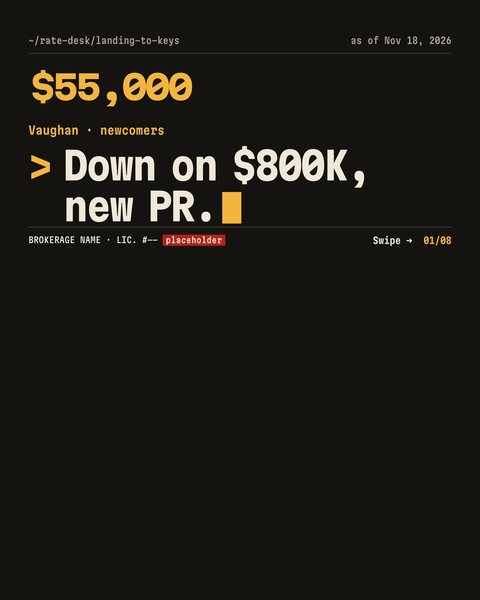 ~/rate-desk/landing-to-keys as of Nov 18, 2026
$55,000
Vaughan · newcomers
> Down on $800K,
new PR.
BROKERAGE NAME · LIC. #—— placeholder Swipe → 01/08